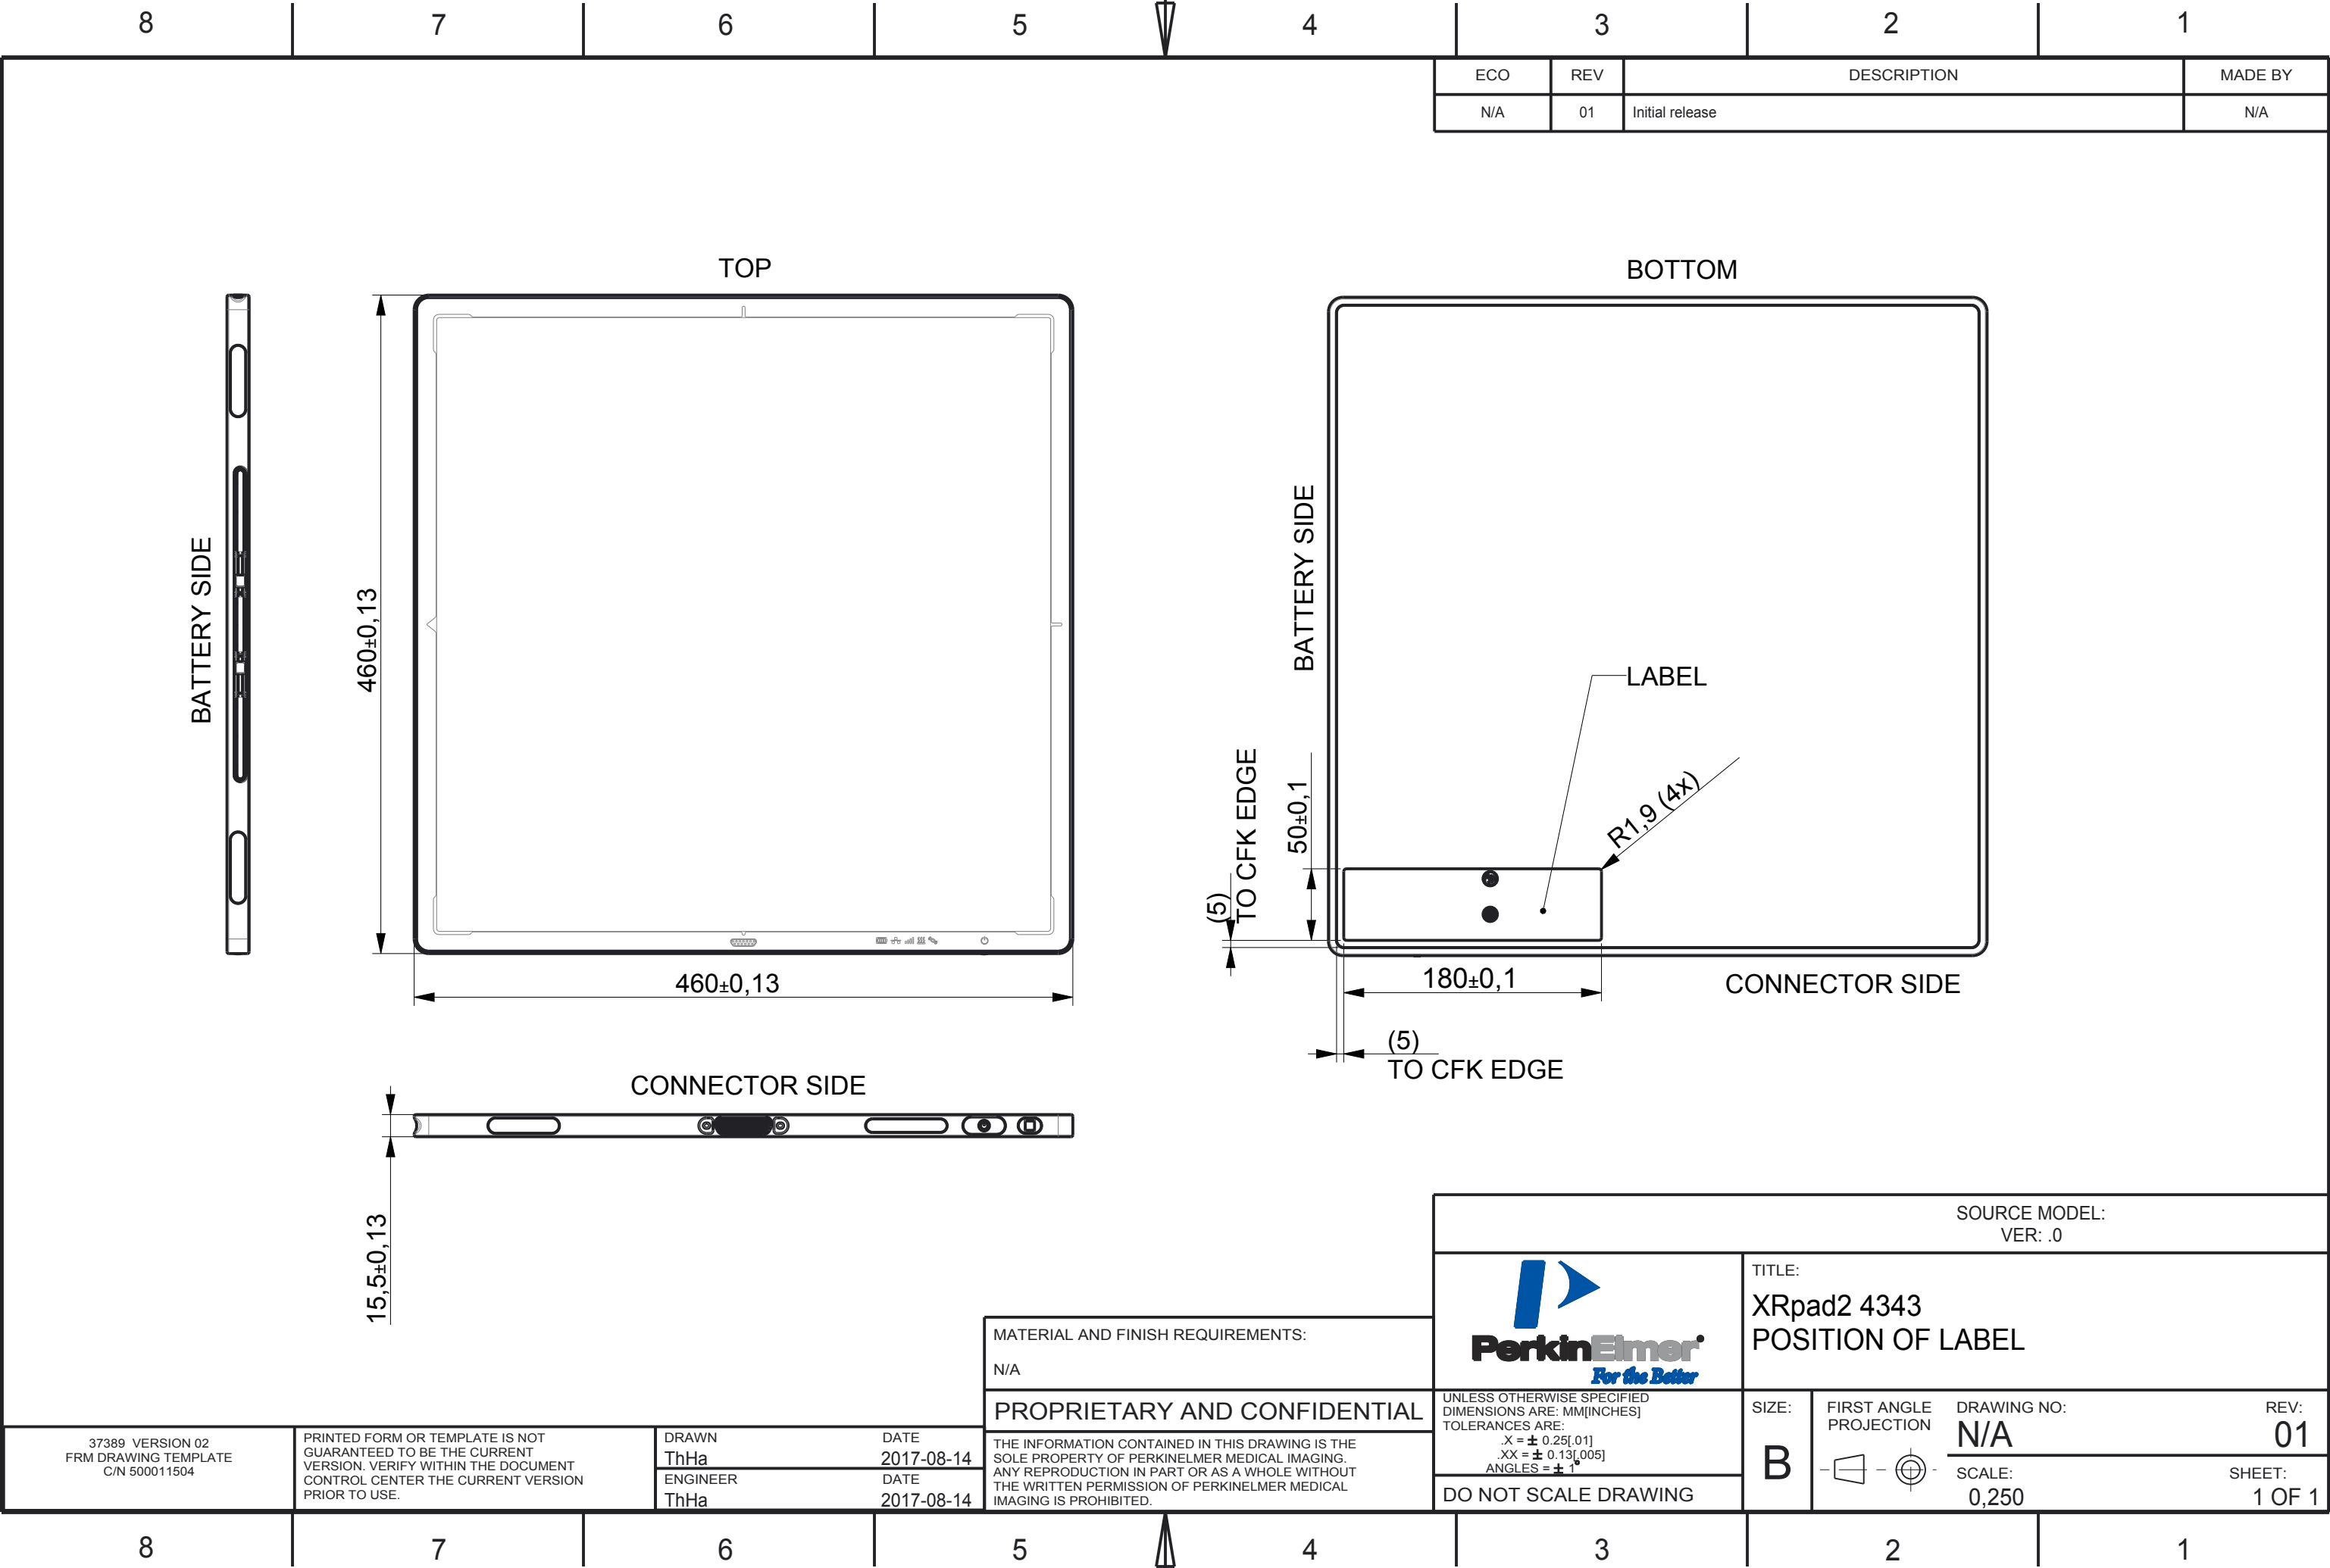 8 7 6 5 4 3 2 1
ECO REV DESCRIPTION MADE BY
N/A 01 Initial release N/A
TOP
BOTTOM
BATTERY SIDE
460±0,13
460±0,13
BATTERY SIDE
LABEL
R1,9 (4x)
50±0,1
(5)
TO CFK EDGE
180±0,1
CONNECTOR SIDE
(5)
TO CFK EDGE
CONNECTOR SIDE
15,5±0,13
SOURCE MODEL:
VER: .0
PerkinElmer
For the Better
TITLE:
XRpad2 4343
POSITION OF LABEL
MATERIAL AND FINISH REQUIREMENTS:
N/A
PROPRIETARY AND CONFIDENTIAL
THE INFORMATION CONTAINED IN THIS DRAWING IS THE
SOLE PROPERTY OF PERKINELMER MEDICAL IMAGING.
ANY REPRODUCTION IN PART OR AS A WHOLE WITHOUT
THE WRITTEN PERMISSION OF PERKINELMER MEDICAL
IMAGING IS PROHIBITED.
UNLESS OTHERWISE SPECIFIED
DIMENSIONS ARE: MM[INCHES]
TOLERANCES ARE:
.X = ± 0.25[.01]
.XX = ± 0.13[.005]
ANGLES = ± 1°
DO NOT SCALE DRAWING
SIZE:
B
FIRST ANGLE
PROJECTION
DRAWING NO:
N/A
REV:
01
SCALE:
0,250
SHEET:
1 OF 1
37389 VERSION 02
FRM DRAWING TEMPLATE
C/N 500011504
PRINTED FORM OR TEMPLATE IS NOT
GUARANTEED TO BE THE CURRENT
VERSION. VERIFY WITHIN THE DOCUMENT
CONTROL CENTER THE CURRENT VERSION
PRIOR TO USE.
DRAWN DATE
ThHa 2017-08-14
ENGINEER DATE
ThHa 2017-08-14
8 7 6 5 4 3 2 1